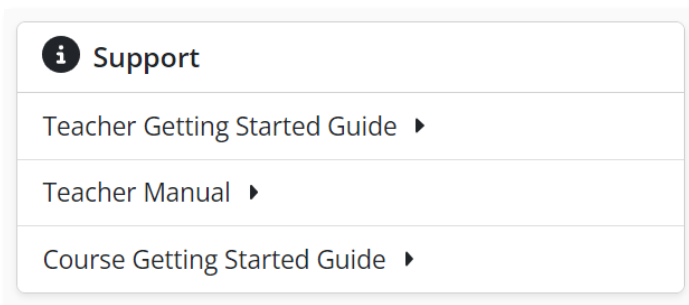 Support
Teacher Getting Started Guide
Teacher Manual
Course Getting Started Guide